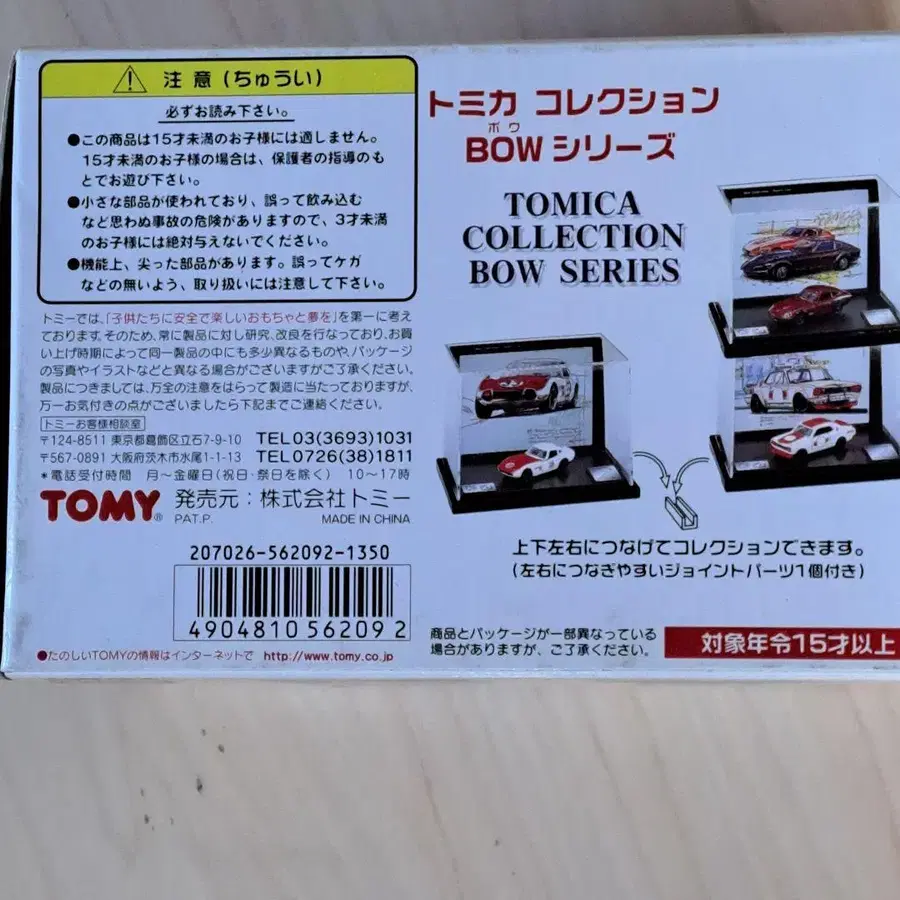 注意(ちゅうい)
必ずお読み下さい。
●この商品は15才未満のお子様には適しません。
15才未満のお子様の場合は、保護者の指導のも
とでお遊び下さい。
●小さな部品が使われており、誤って飲み込む
など思わぬ事故の危険がありますので、3才未満
のお子様には絶対与えないでください。
●機能上、尖った部品があります。誤ってケガ
などの無いよう、取り扱いには注意して下さい。
トミーでは、「子供たちに安全で楽しいおもちゃと夢を」を第一に考え
ております。そのため、常に製品に対し研究、改良を行なっており、お買
い上げ時期によって同一製品の中にも多少異なるものや、パッケージ
の写真やイラストなどと異なる場合がございますがご了承ください。
製品につきましては、万全の注意をはらって製造に当たっておりますが、
万一お気付きの点がございましたら下記までご連絡ください。
トミーお客様相談室
〒124-8511 東京都葛飾区立石7-9-10 TEL03(3693)1031
〒567-0891 大阪府茨木市水尾1-1-13 TEL0726(38)1811
*電話受付時間 月〜金曜日(祝日・祭日を除く) 10〜17時
TOMY® 発売元:株式会社トミー
PAT.P. MADE IN CHINA
207026-562092-1350
4904810 562092
●たのしいTOMYの情報はインターネットで http://www.tomy.co.jp
トミカ コレクション
ボウ
BOWシリーズ
TOMICA
COLLECTION
BOW SERIES
上下左右につなげてコレクションできます。
(左右につなぎやすいジョイントパーツ1個付き)
商品とパッケージが一部異なっている
場合がありますが、ご了承ください。
対象年令15才以上